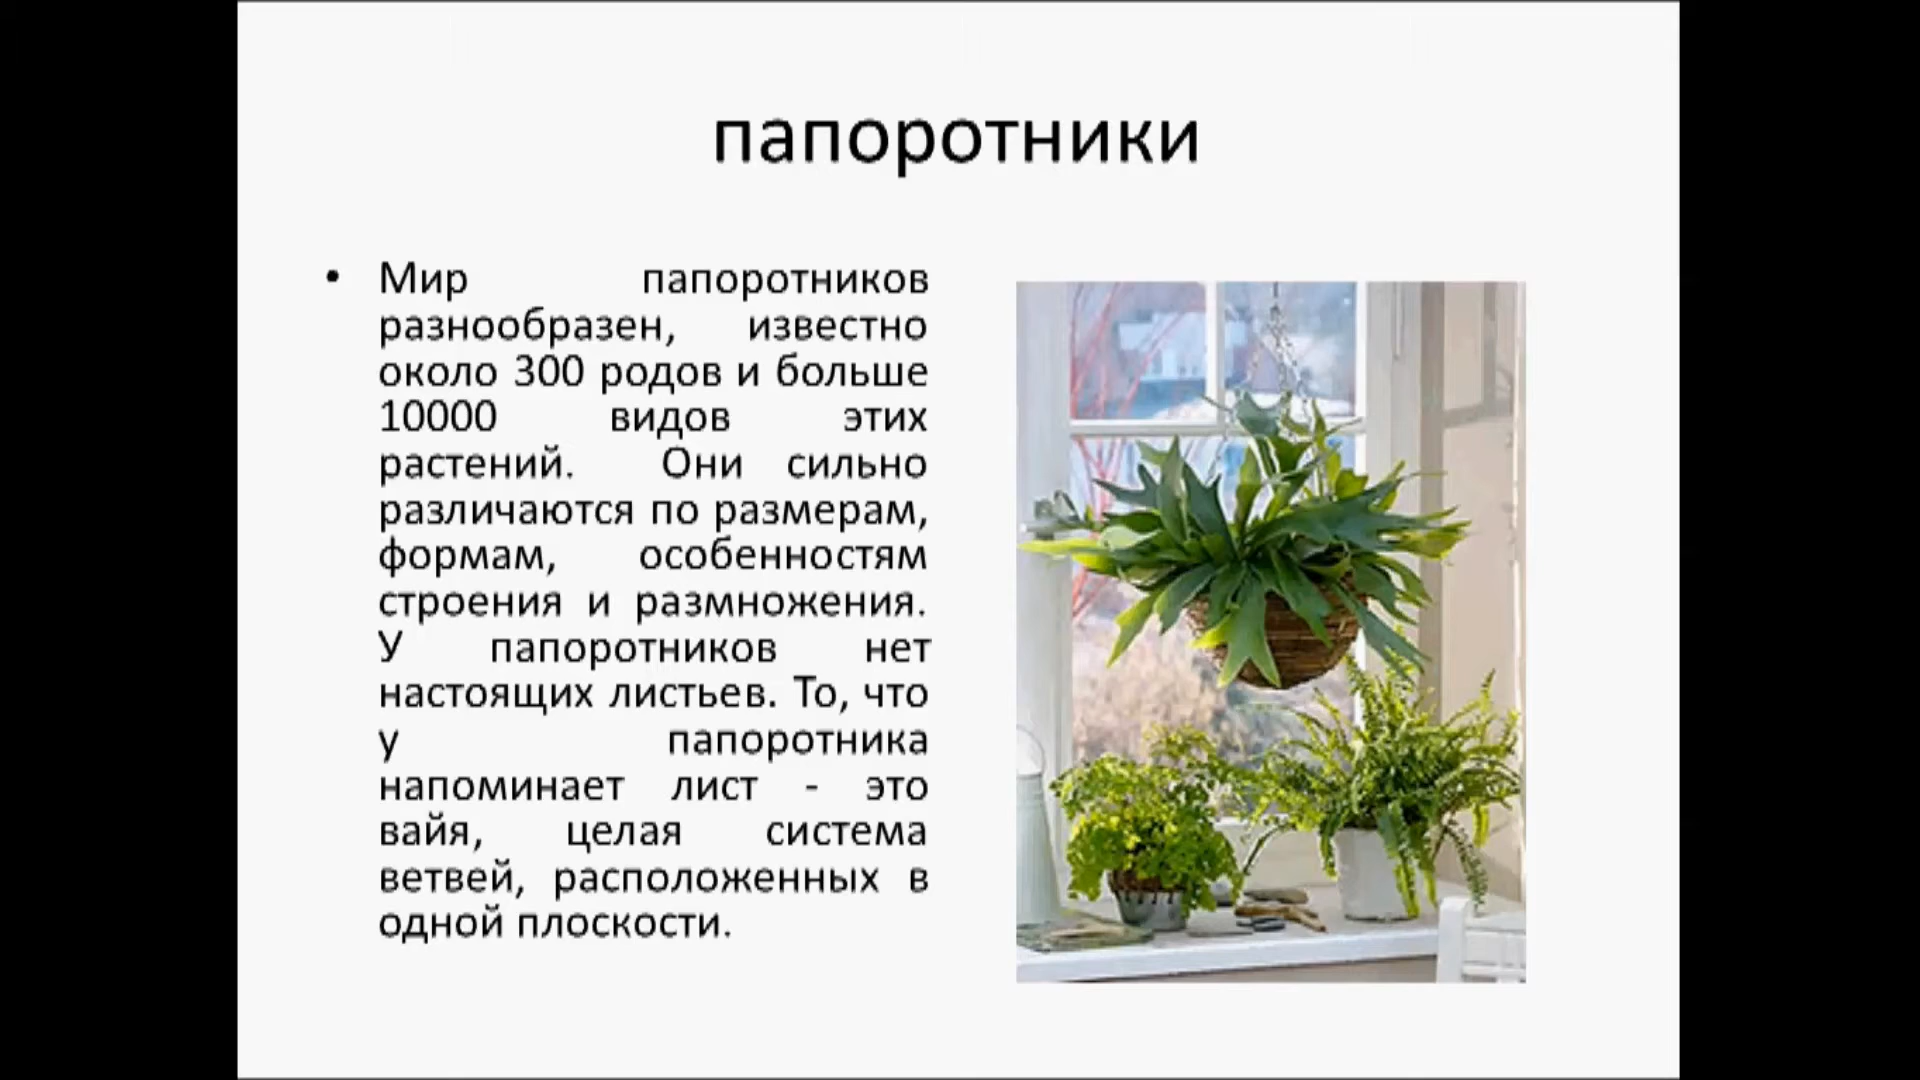 папоротники
• Мир папоротников
разнообразен, известно
около 300 родов и больше
10000 видов этих
растений. Они сильно
различаются по размерам,
формам, особенностям
строения и размножения.
У папоротников нет
настоящих листьев. То, что
у папоротника
напоминает лист - это
вайя, целая система
ветвей, расположенных в
одной плоскости.